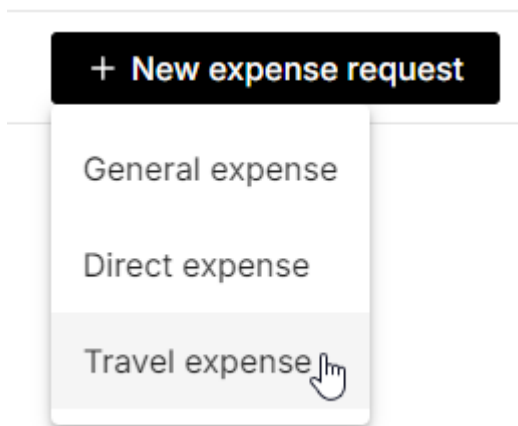 + New expense request
General expense
Direct expense
Travel expense